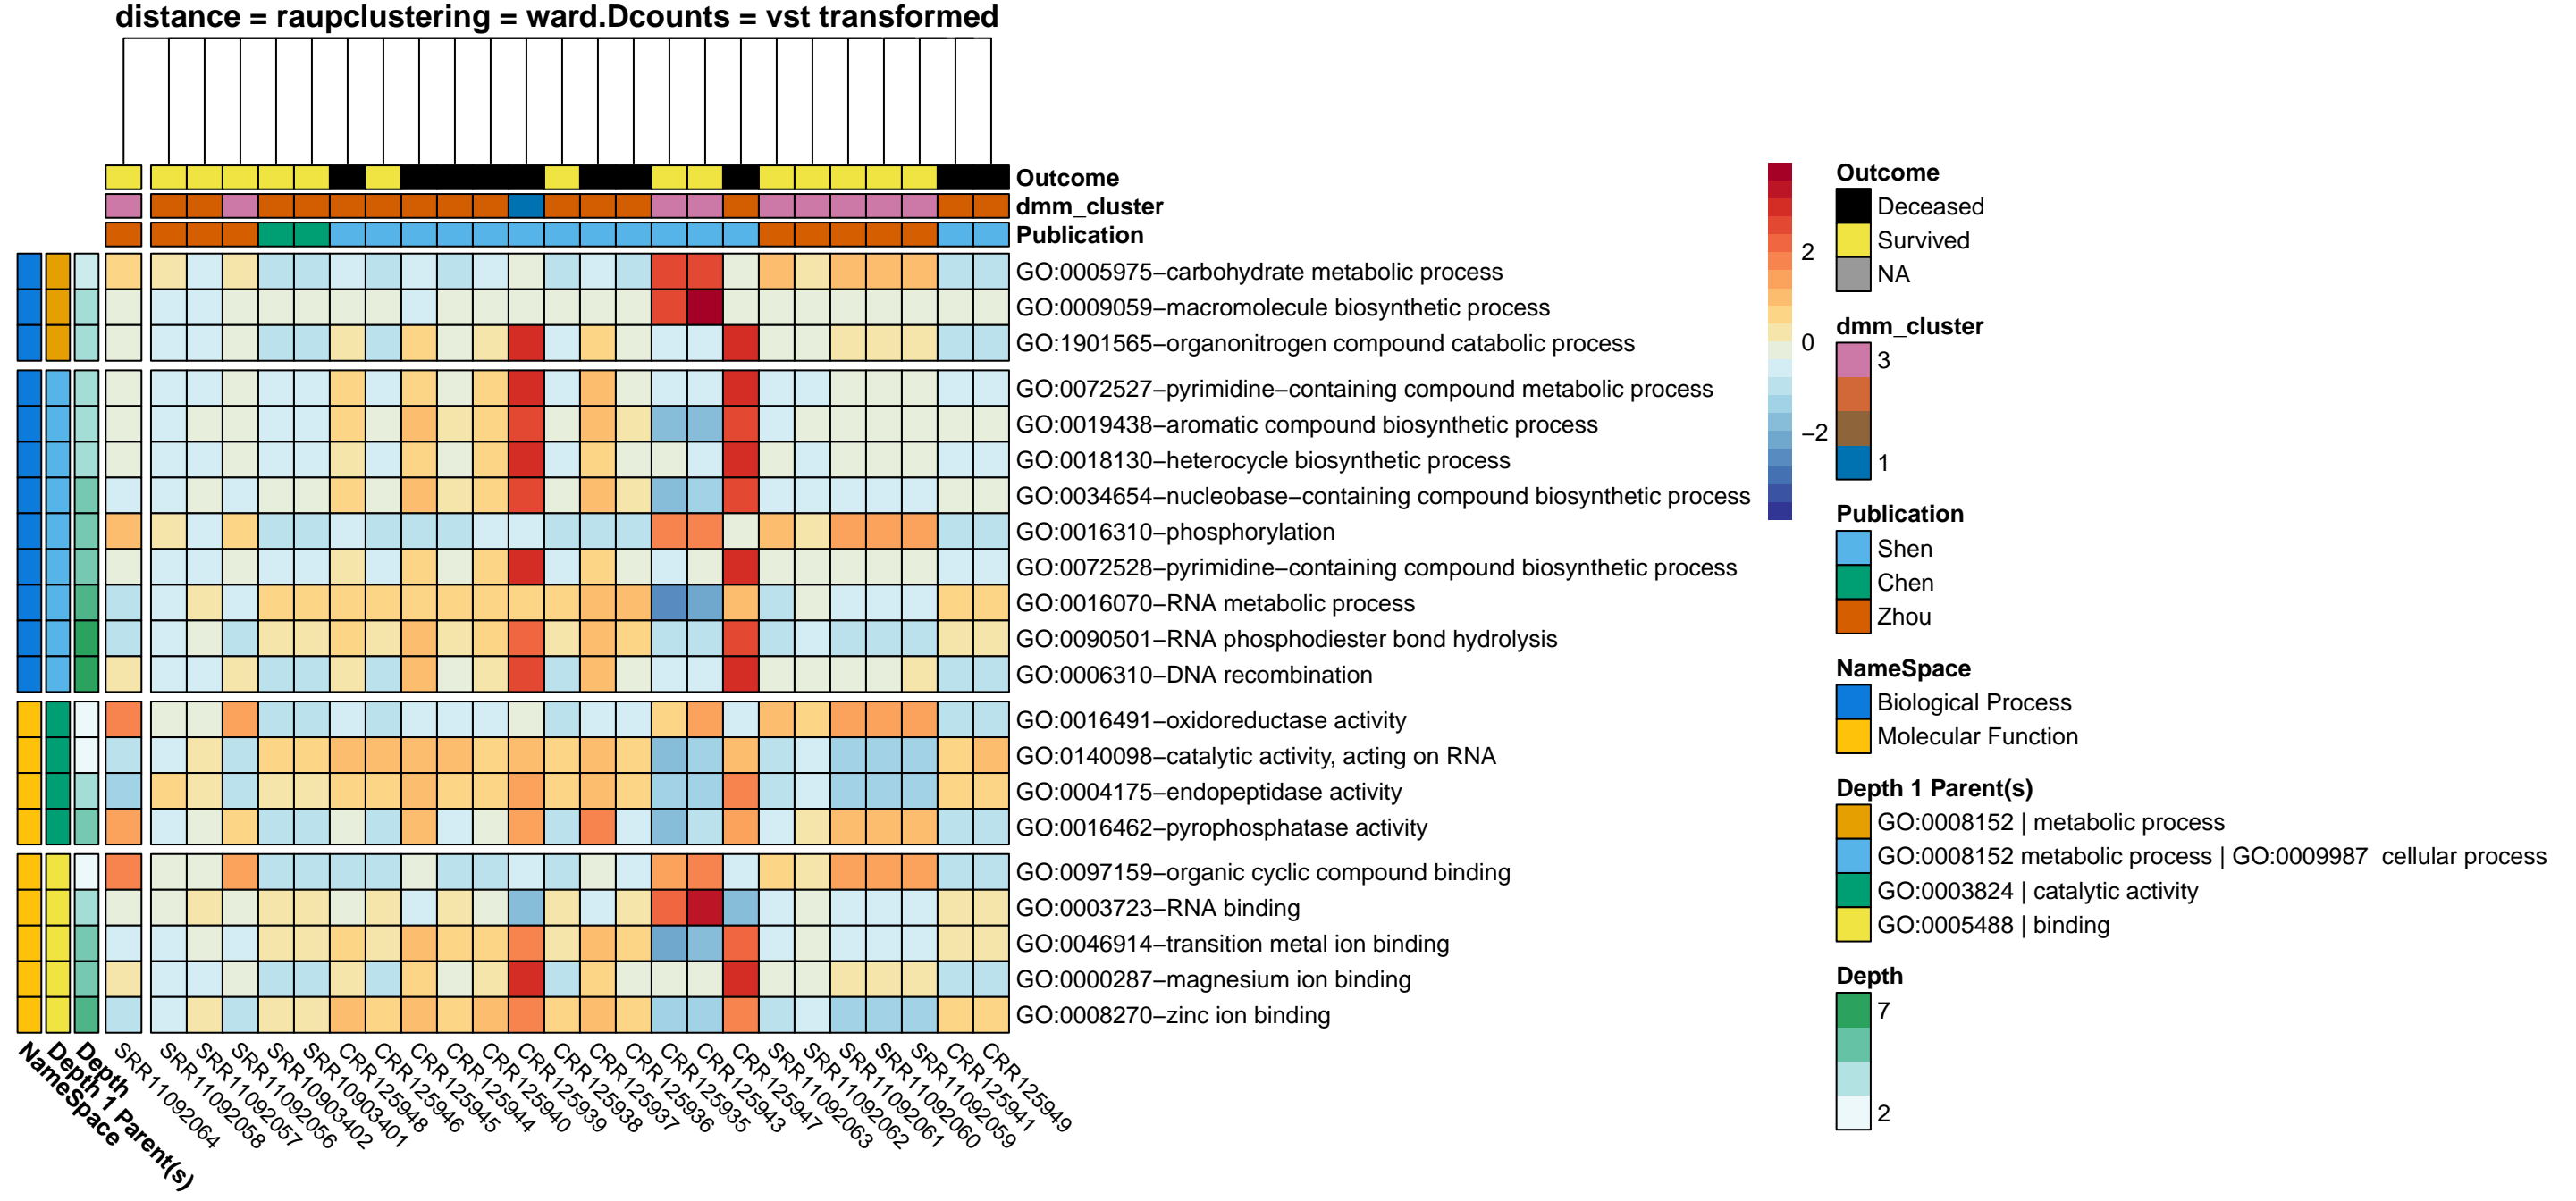 distance = raupclustering = ward.Dcounts = vst transformed
Outcome
dmm_cluster
Publication
GO:0005975−carbohydrate metabolic process
GO:0009059−macromolecule biosynthetic process
GO:1901565−organonitrogen compound catabolic process
GO:0072527−pyrimidine−containing compound metabolic process
GO:0019438−aromatic compound biosynthetic process
GO:0018130−heterocycle biosynthetic process
GO:0034654−nucleobase−containing compound biosynthetic process
GO:0016310−phosphorylation
GO:0072528−pyrimidine−containing compound biosynthetic process
GO:0016070−RNA metabolic process
GO:0090501−RNA phosphodiester bond hydrolysis
GO:0006310−DNA recombination
GO:0016491−oxidoreductase activity
GO:0140098−catalytic activity, acting on RNA
GO:0004175−endopeptidase activity
GO:0016462−pyrophosphatase activity
GO:0097159−organic cyclic compound binding
GO:0003723−RNA binding
GO:0046914−transition metal ion binding
GO:0000287−magnesium ion binding
GO:0008270−zinc ion binding
NameSpace
Depth 1 Parent(s)
Depth
SRR11092064
SRR11092058
SRR11092057
SRR11092056
SRR10903402
SRR10903401
CRR125948
CRR125946
CRR125945
CRR125944
CRR125940
CRR125939
CRR125938
CRR125937
CRR125936
CRR125935
CRR125943
CRR125947
SRR11092063
SRR11092062
SRR11092061
SRR11092060
SRR11092059
CRR125941
CRR125949
2
0
−2
Outcome
Deceased
Survived
NA
dmm_cluster
3
1
Publication
Shen
Chen
Zhou
NameSpace
Biological Process
Molecular Function
Depth 1 Parent(s)
GO:0008152 | metabolic process
GO:0008152 metabolic process | GO:0009987 cellular process
GO:0003824 | catalytic activity
GO:0005488 | binding
Depth
7
2